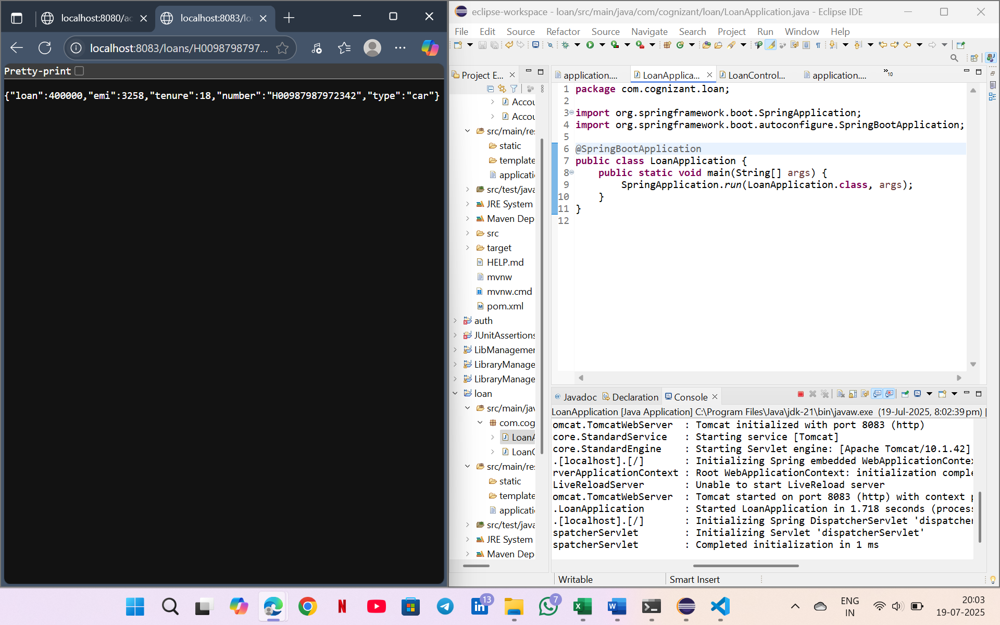 localhost:8080/ac
localhost:8083/lo
localhost:8083/loans/H0098798797...
Pretty-print
{"loan":400000,"emi":3258,"tenure":18,"number":"H00987987972342","type":"car"}
eclipse-workspace - loan/src/main/java/com/cognizant/loan/LoanApplication.java - Eclipse IDE
File Edit Source Refactor Source Navigate Search Project Run Window Help
Project E...
Accou
Accou
src/main/res
static
template
applicati
src/test/java
JRE System
Maven Dep
src
target
HELP.md
mvnw
mvnw.cmd
pom.xml
auth
JUnitAssertions
LibManagemen
LibraryManage
LibraryManage
loan
src/main/jav
com.cog
LoanA
LoanC
src/main/res
static
template
applicati
src/test/java
JRE System
Maven Dep
application....
LoanApplica...
LoanControl...
application....
»10
1 package com.cognizant.loan;
2
3 import org.springframework.boot.SpringApplication;
4 import org.springframework.boot.autoconfigure.SpringBootApplication;
5
6 @SpringBootApplication
7 public class LoanApplication {
8 public static void main(String[] args) {
9 SpringApplication.run(LoanApplication.class, args);
10 }
11 }
12
@ Javadoc Declaration Console
LoanApplication [Java Application] C:\Program Files\Java\jdk-21\bin\javaw.exe (19-Jul-2025, 8:02:39 pm) [
omcat.TomcatWebServer : Tomcat initialized with port 8083 (http)
core.StandardService : Starting service [Tomcat]
core.StandardEngine : Starting Servlet engine: [Apache Tomcat/10.1.42]
.[localhost].[/] : Initializing Spring embedded WebApplicationContex
rverApplicationContext : Root WebApplicationContext: initialization comple
LiveReloadServer : Unable to start LiveReload server
omcat.TomcatWebServer : Tomcat started on port 8083 (http) with context p
.LoanApplication : Started LoanApplication in 1.718 seconds (process
.[localhost].[/] : Initializing Spring DispatcherServlet 'dispatcher
spatcherServlet : Initializing Servlet 'dispatcherServlet'
spatcherServlet : Completed initialization in 1 ms
Writable
Smart Insert
13
7
ENG
IN
20:03
19-07-2025